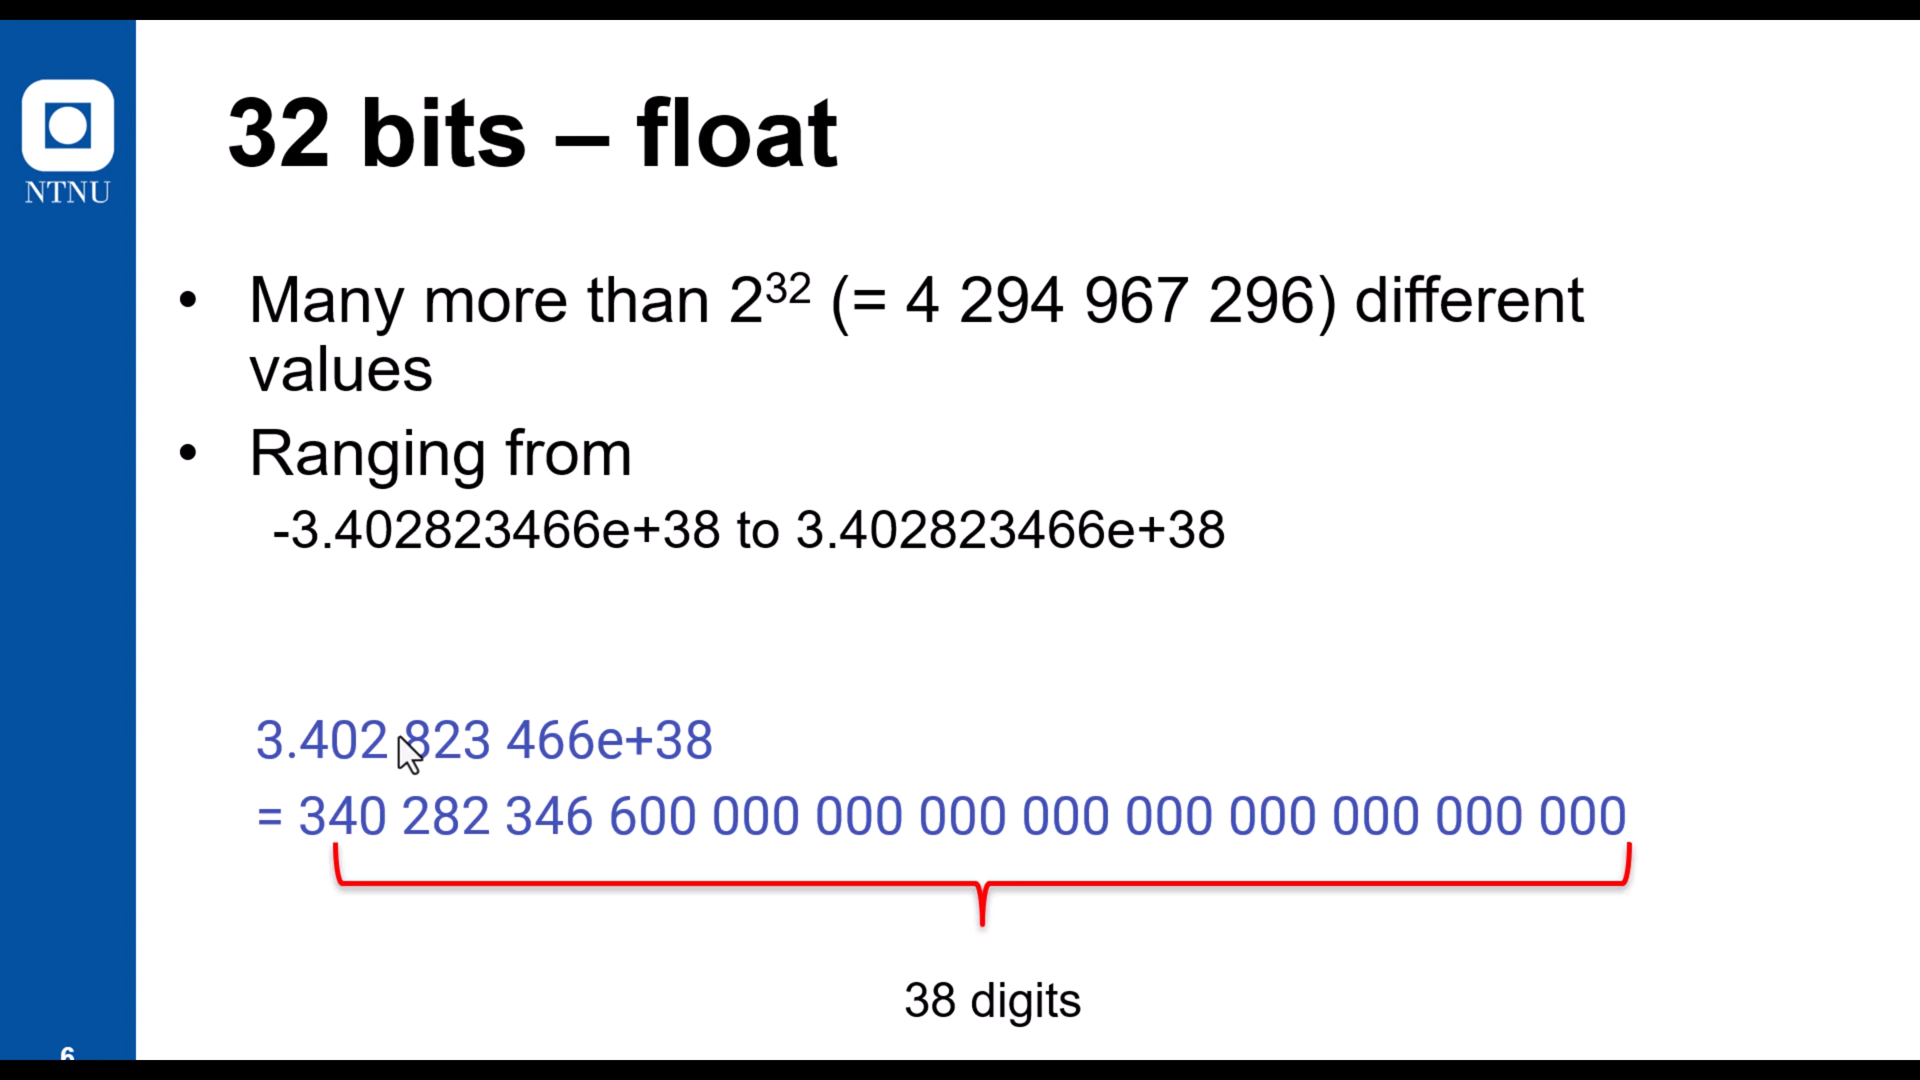 NTNU
32 bits – float
• Many more than 2³² (= 4 294 967 296) different
values
• Ranging from
-3.402823466e+38 to 3.402823466e+38
3.402 823 466e+38
= 340 282 346 600 000 000 000 000 000 000 000 000 000
38 digits
6